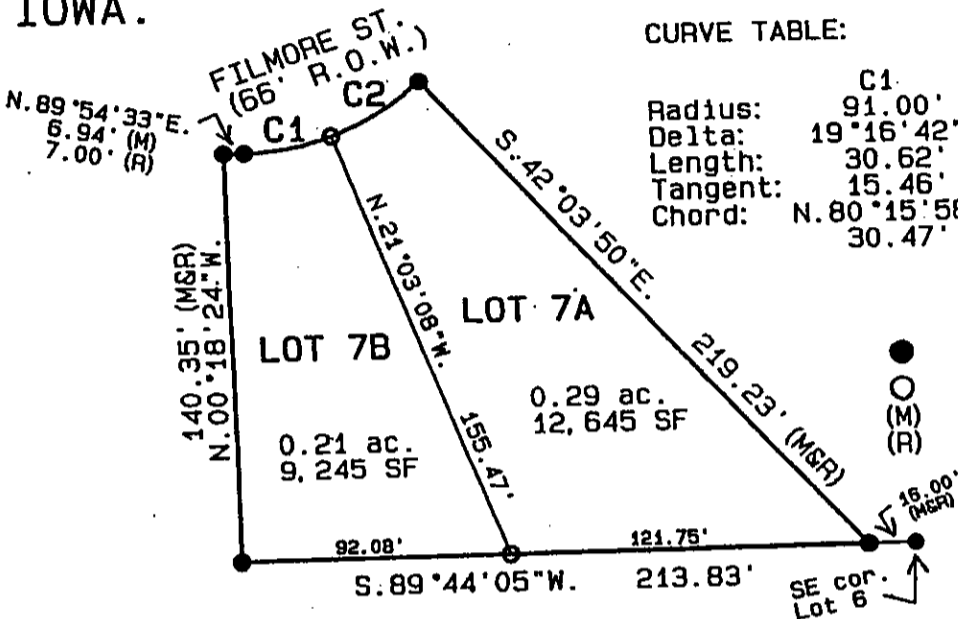 IOWA.
FILMORE ST.
(66' R.O.W.)
CURVE TABLE:
C1
Radius: 91.00'
Delta: 19°16'42"
Length: 30.62'
Tangent: 15.46'
Chord: N.80°15'58
30.47'
N.89°54'33"E.
6.94' (M)
7.00' (R)
C1
C2
S.42°03'50"E.
219.23' (M&R)
N.21°03'08"W.
155.47'
140.35' (M&R)
N.00°18'24"W.
LOT 7A
0.29 ac.
12,645 SF
LOT 7B
0.21 ac.
9,245 SF
(M)
(R)
16.00'
(M&R)
92.08'
121.75'
S.89°44'05"W. 213.83'
SE cor.
Lot 6